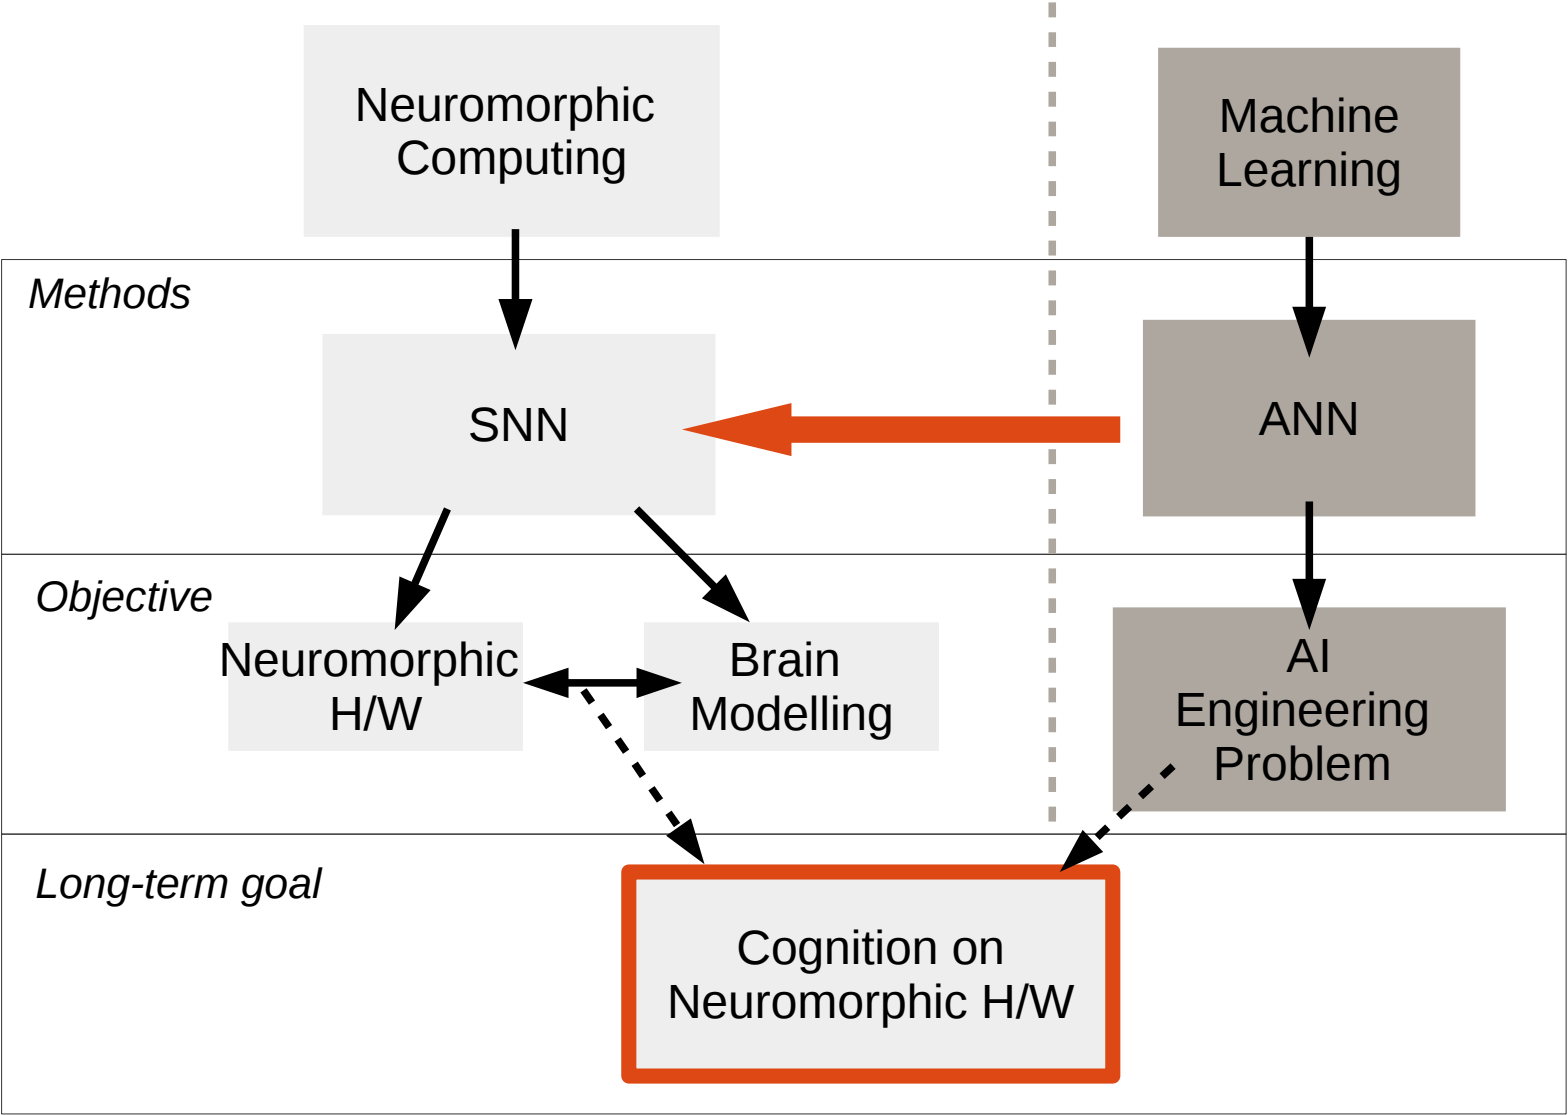 Neuromorphic
Computing
Machine
Learning
Methods
SNN
ANN
Objective
Neuromorphic
H/W
Brain
Modelling
AI
Engineering
Problem
Long-term goal
Cognition on
Neuromorphic H/W